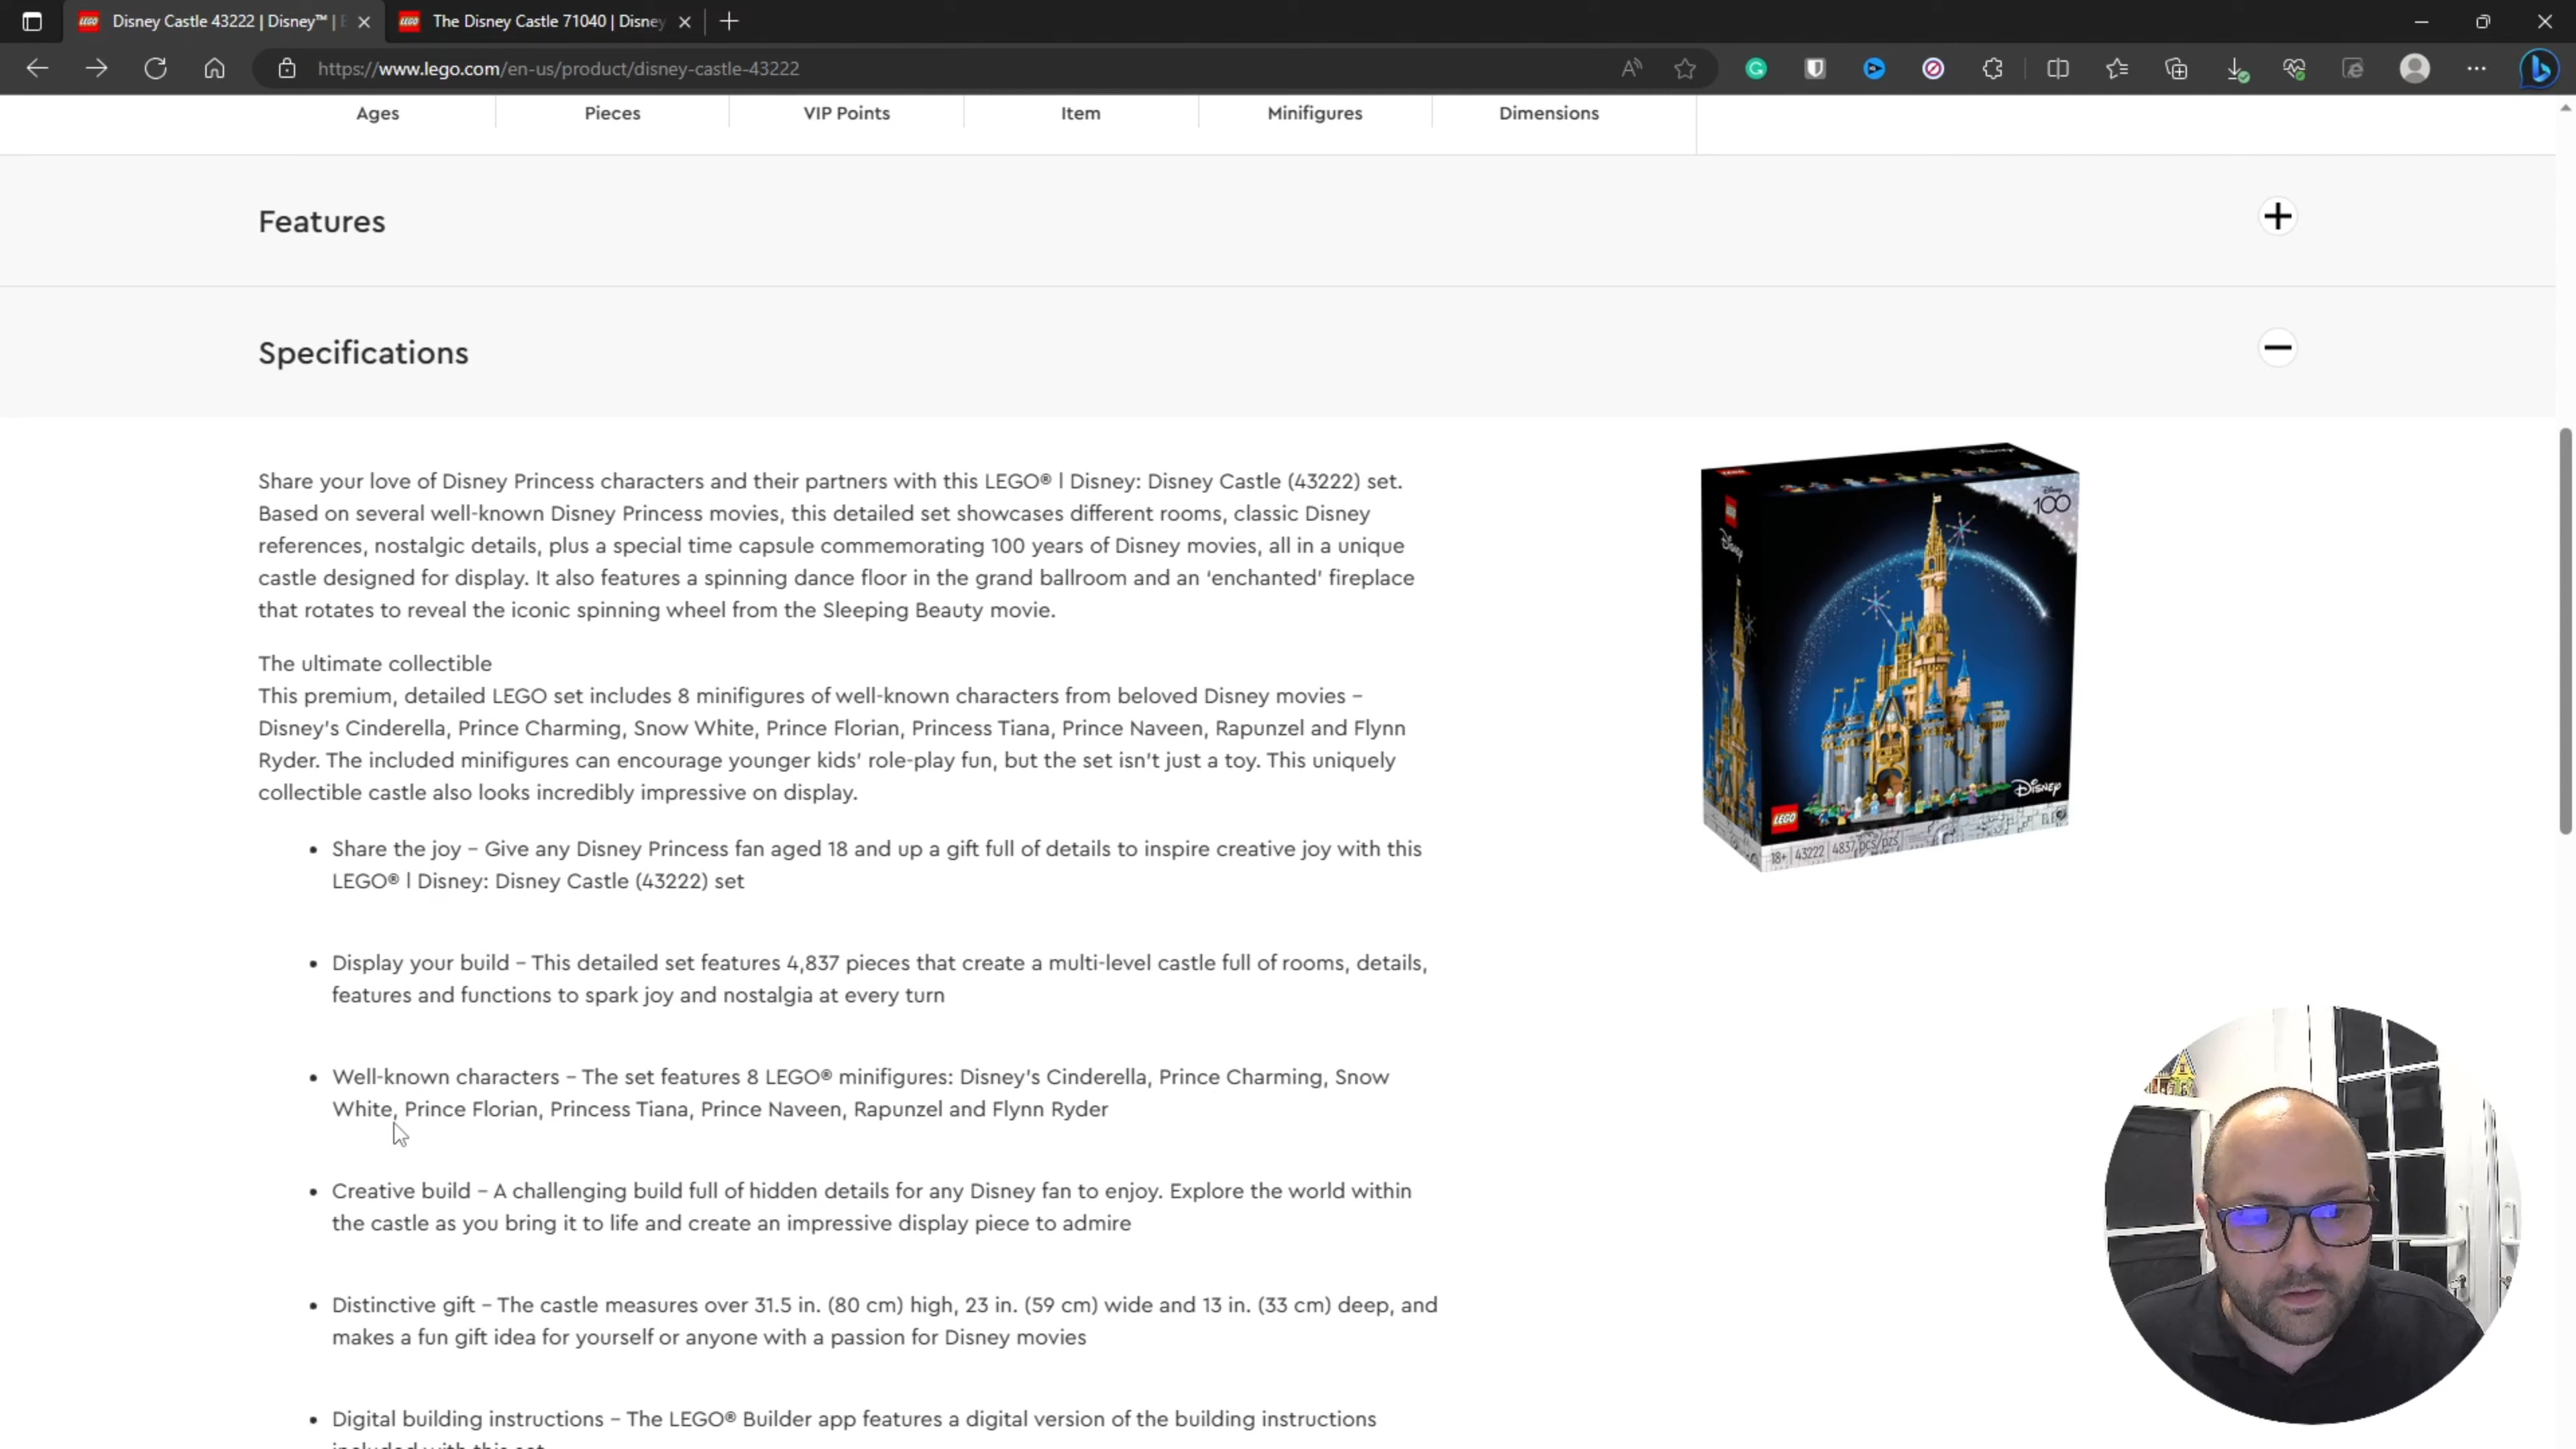 Disney Castle 43222 | Disney™ |
The Disney Castle 71040 | Disney
https://www.lego.com/en-us/product/disney-castle-43222
Ages
Pieces
VIP Points
Item
Minifigures
Dimensions
Features
Specifications
Share your love of Disney Princess characters and their partners with this LEGO® ǀ Disney: Disney Castle (43222) set.
Based on several well-known Disney Princess movies, this detailed set showcases different rooms, classic Disney
references, nostalgic details, plus a special time capsule commemorating 100 years of Disney movies, all in a unique
castle designed for display. It also features a spinning dance floor in the grand ballroom and an ‘enchanted’ fireplace
that rotates to reveal the iconic spinning wheel from the Sleeping Beauty movie.
The ultimate collectible
This premium, detailed LEGO set includes 8 minifigures of well-known characters from beloved Disney movies –
Disney’s Cinderella, Prince Charming, Snow White, Prince Florian, Princess Tiana, Prince Naveen, Rapunzel and Flynn
Ryder. The included minifigures can encourage younger kids’ role-play fun, but the set isn’t just a toy. This uniquely
collectible castle also looks incredibly impressive on display.
• Share the joy – Give any Disney Princess fan aged 18 and up a gift full of details to inspire creative joy with this
LEGO® ǀ Disney: Disney Castle (43222) set
• Display your build – This detailed set features 4,837 pieces that create a multi-level castle full of rooms, details,
features and functions to spark joy and nostalgia at every turn
• Well-known characters – The set features 8 LEGO® minifigures: Disney’s Cinderella, Prince Charming, Snow
White, Prince Florian, Princess Tiana, Prince Naveen, Rapunzel and Flynn Ryder
• Creative build – A challenging build full of hidden details for any Disney fan to enjoy. Explore the world within
the castle as you bring it to life and create an impressive display piece to admire
• Distinctive gift – The castle measures over 31.5 in. (80 cm) high, 23 in. (59 cm) wide and 13 in. (33 cm) deep, and
makes a fun gift idea for yourself or anyone with a passion for Disney movies
• Digital building instructions – The LEGO® Builder app features a digital version of the building instructions
included with this set
Disney
100
Disney
Disney
LEGO
18+ | 43222 | 4837 pcs/pzs